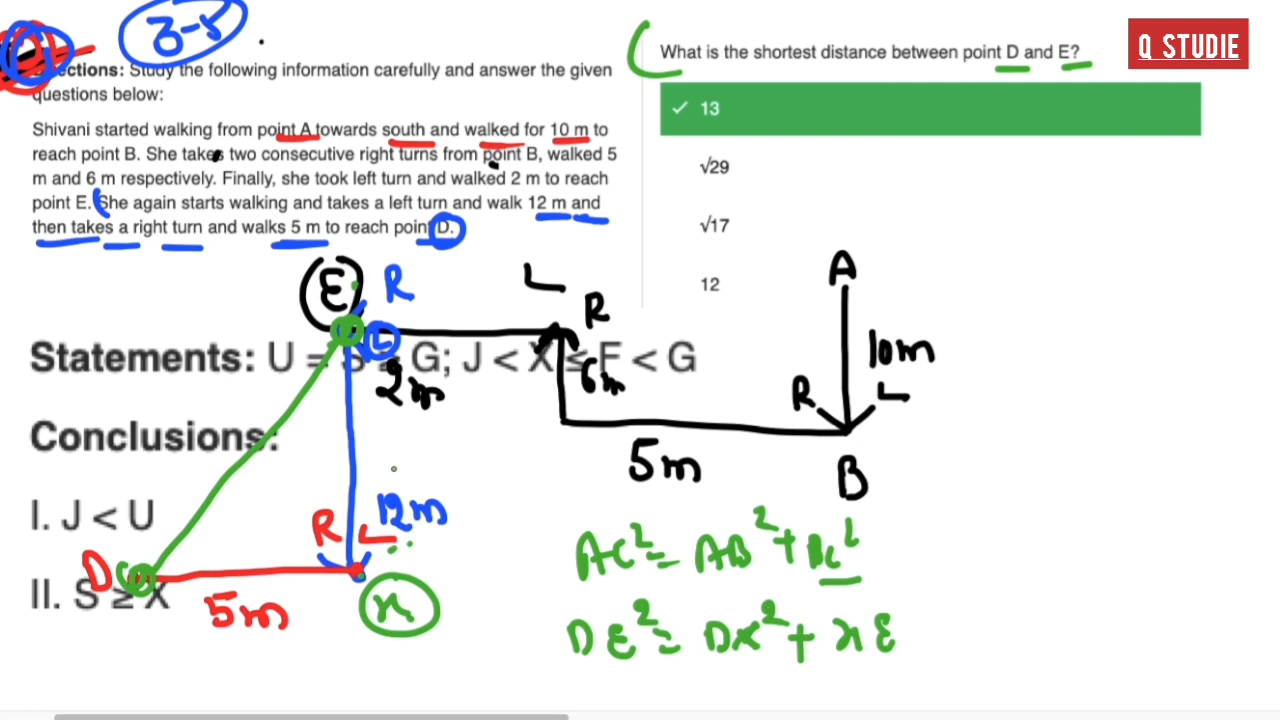 3-5
Q STUDIE
ections: Study the following information carefully and answer the given
questions below:
Shivani started walking from point A towards south and walked for 10 m to
reach point B. She takes two consecutive right turns from point B, walked 5
m and 6 m respectively. Finally, she took left turn and walked 2 m to reach
point E. She again starts walking and takes a left turn and walk 12 m and
then takes a right turn and walks 5 m to reach point D.
What is the shortest distance between point D and E?
✓ 13
√29
√17
12
E R
L
R
A
10m
6m
2m
R L
5m
B
Statements: U = S ≥ G; J < X ≤ F < G
Conclusions:
I. J < U
II. S ≥ X
12m
R L
D
5m
x
AC²= AB²+ BC²
DE²= DX²+ XE